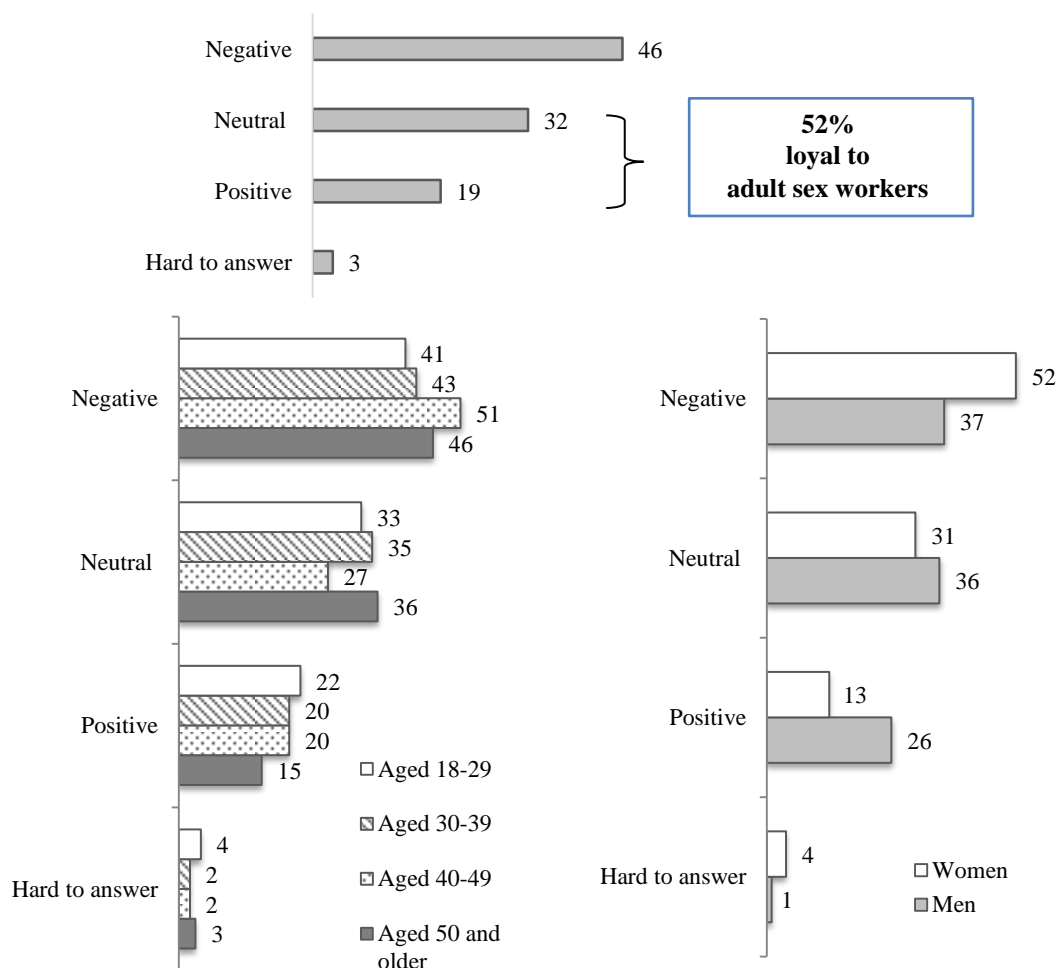 Negative 46
Neutral 32
Positive 19
Hard to answer 3
52%
loyal to
adult sex workers
Negative
41
43
51
46
Neutral
33
35
27
36
Positive
22
20
20
15
Hard to answer
4
2
2
3
Aged 18-29
Aged 30-39
Aged 40-49
Aged 50 and
older
Negative
52
37
Neutral
31
36
Positive
13
26
Hard to answer
4
1
Women
Men